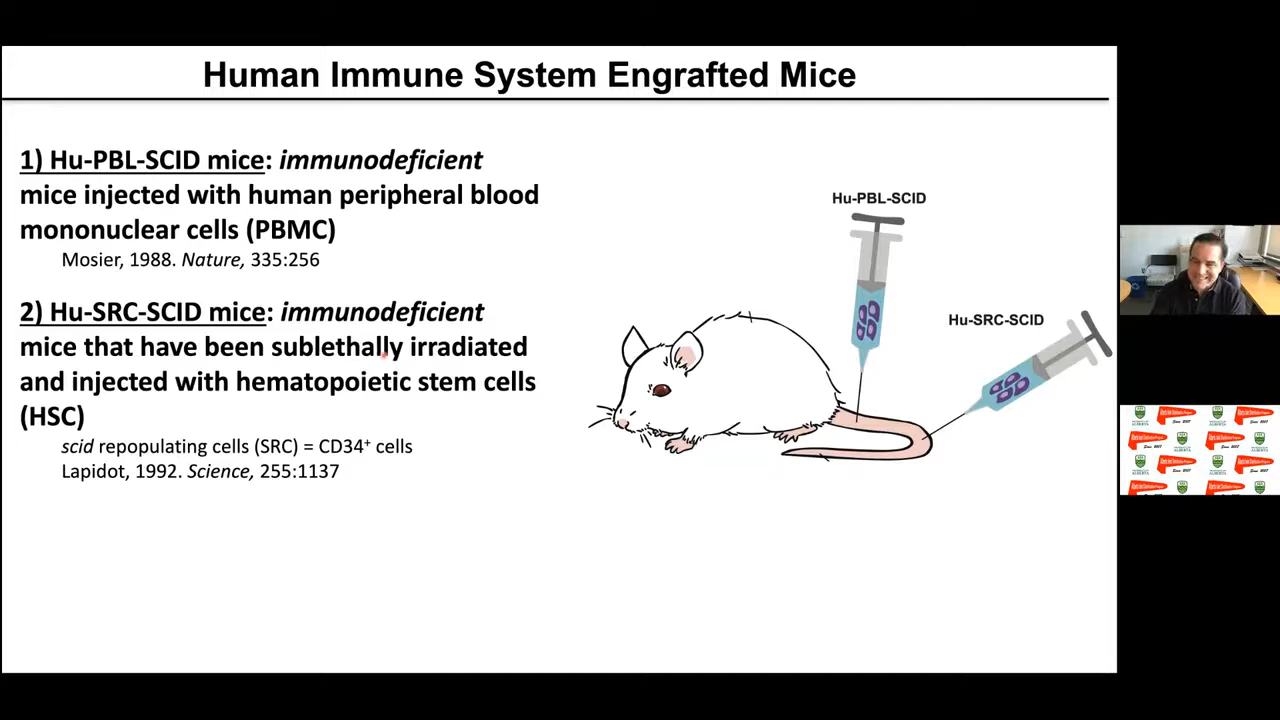 Human Immune System Engrafted Mice
1) Hu-PBL-SCID mice: immunodeficient
mice injected with human peripheral blood
mononuclear cells (PBMC)
Mosier, 1988. Nature, 335:256
2) Hu-SRC-SCID mice: immunodeficient
mice that have been sublethally irradiated
and injected with hematopoietic stem cells
(HSC)
scid repopulating cells (SRC) = CD34⁺ cells
Lapidot, 1992. Science, 255:1137
Hu-PBL-SCID
Hu-SRC-SCID